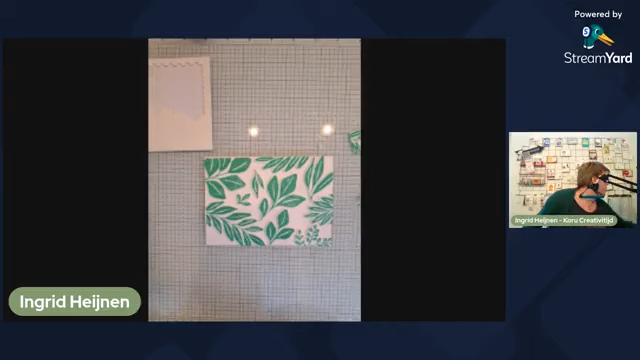 Powered by
StreamYard
Ingrid Heijnen - Koru Creativitijd
Ingrid Heijnen